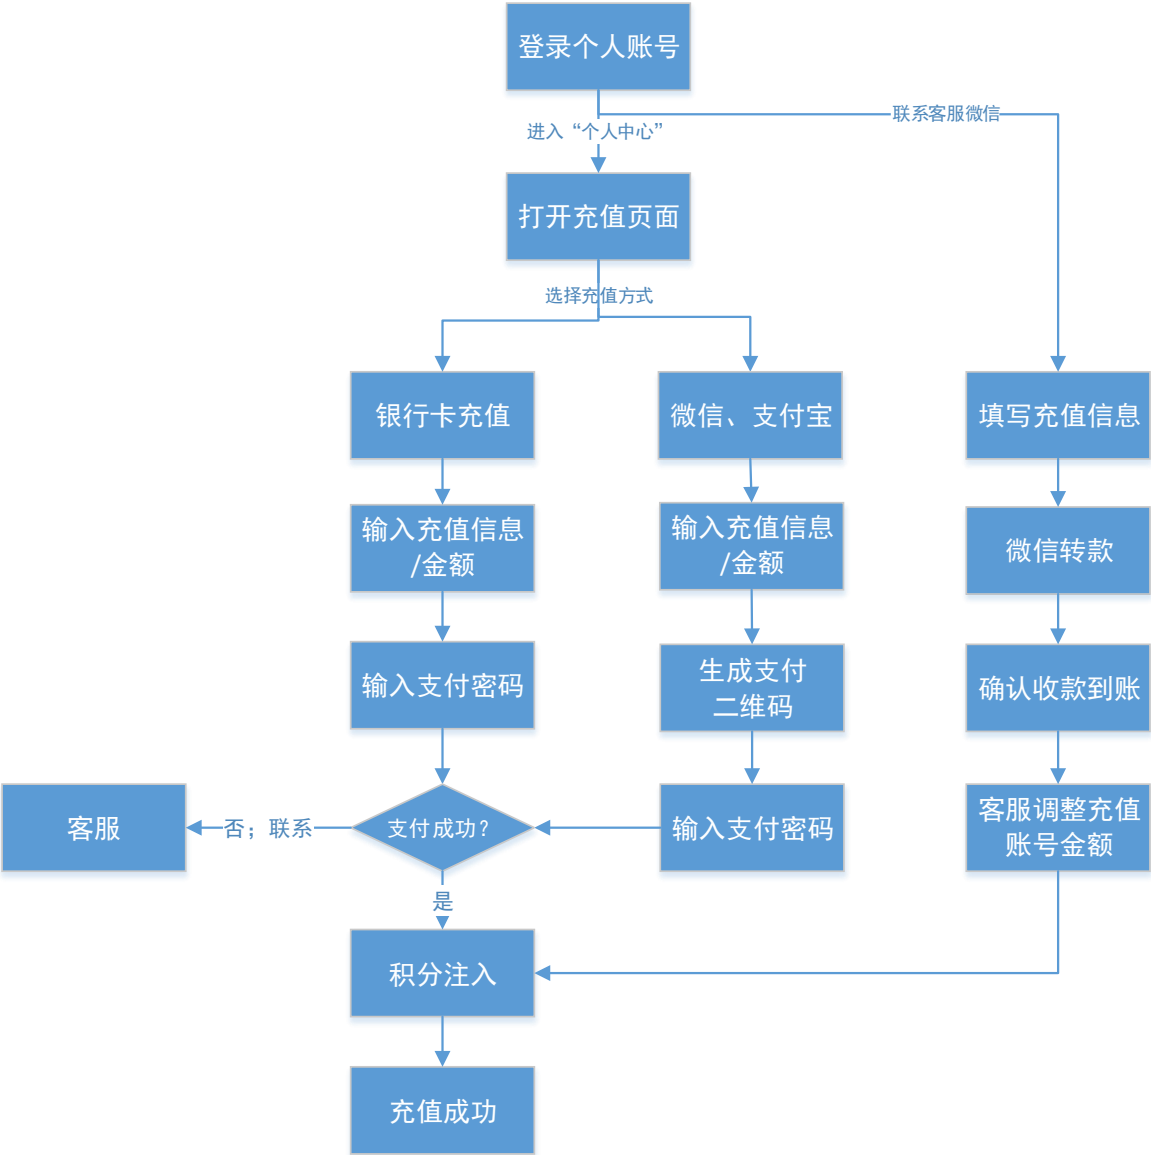 登录个人账号
联系客服微信
进入“个人中心”
打开充值页面
选择充值方式
银行卡充值
微信、支付宝
填写充值信息
输入充值信息
/金额
输入充值信息
/金额
微信转款
输入支付密码
生成支付
二维码
确认收款到账
客服
否；联系
支付成功？
输入支付密码
客服调整充值
账号金额
是
积分注入
充值成功